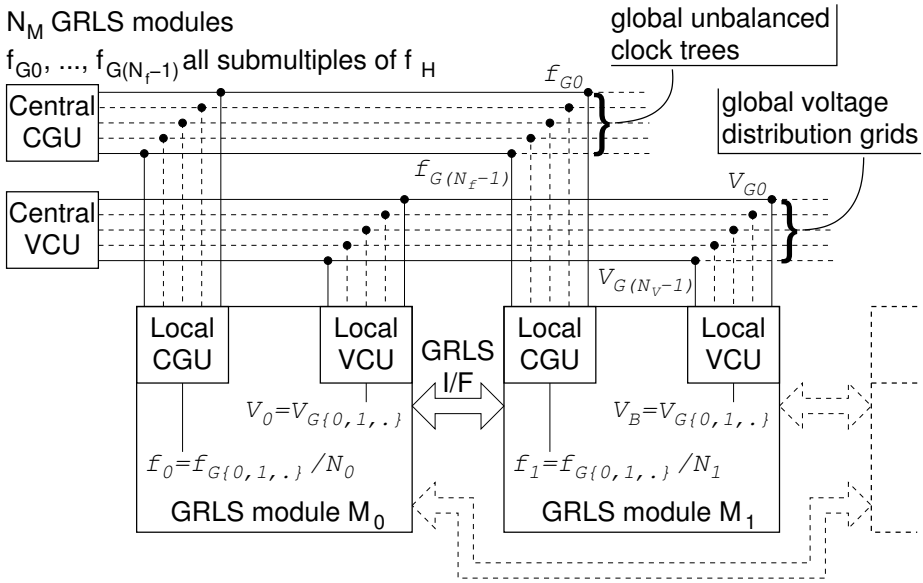 N_M GRLS modules
f_G0, ..., f_G(N_f−1) all submultiples of f_H
global unbalanced
clock trees
global voltage
distribution grids
Central
CGU
f_G0
f_G(N_f-1)
Central
VCU
V_G0
V_G(N_V-1)
Local
CGU
Local
VCU
GRLS
I/F
Local
CGU
Local
VCU
V_0=V_G{0,1,.}
V_B=V_G{0,1,.}
f_0=f_G{0,1,.}/N_0
f_1=f_G{0,1,.}/N_1
GRLS module M_0
GRLS module M_1